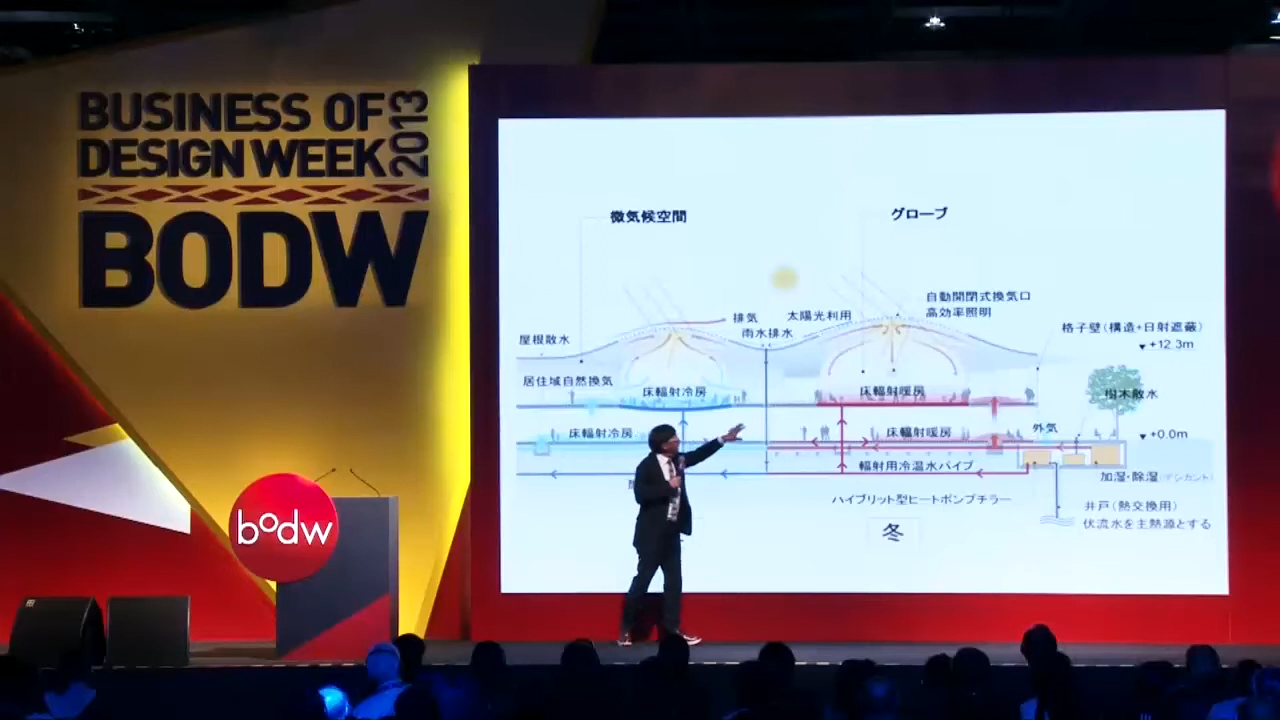 BUSINESS OF
DESIGN WEEK
2013
BODW
bodw
微気候空間
グローブ
自動開閉式換気口
高効率照明
排気
太陽光利用
雨水排水
格子壁（構造+日射遮蔽）
+12.3m
屋根散水
居住域自然換気
床輻射冷房
床輻射暖房
樹木散水
床輻射冷房
床輻射暖房
外気
+0.0m
輻射用冷温水パイプ
加湿・除湿（デシカント）
ハイブリット型ヒートポンプチラー
井戸（熱交換用）
伏流水を主熱源とする
冬